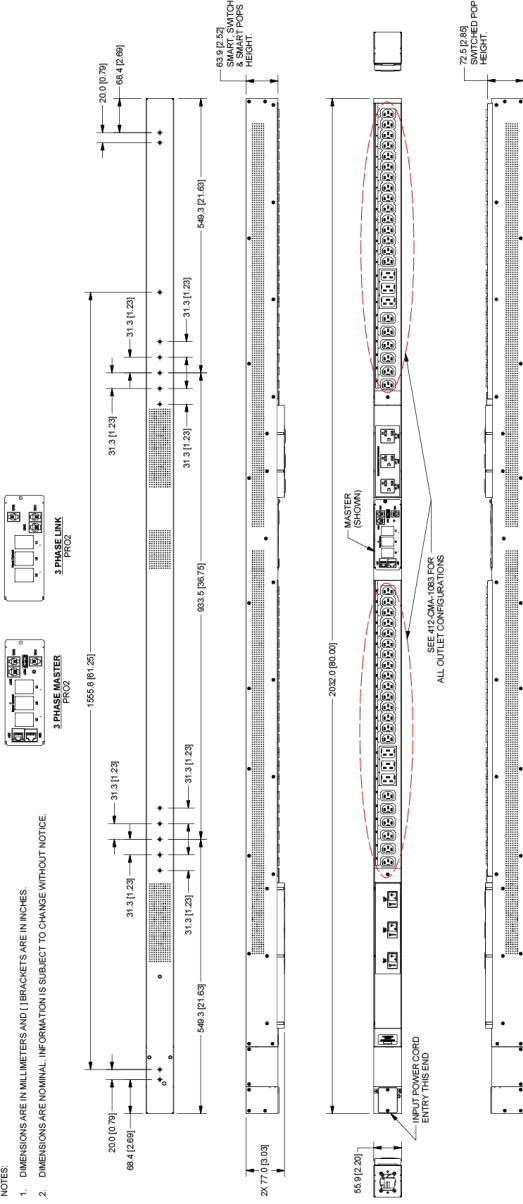 NOTES:
1. DIMENSIONS ARE IN MILLIMETERS AND [ ] BRACKETS ARE IN INCHES.
2. DIMENSIONS ARE NOMINAL. INFORMATION IS SUBJECT TO CHANGE WITHOUT NOTICE.
3 PHASE MASTER
PRO2
3 PHASE LINK
PRO2
20.0 [0.79]
68.4 [2.69]
1555.8 [61.25]
31.3 [1.23]
31.3 [1.23]
31.3 [1.23]
31.3 [1.23]
549.3 [21.63]
933.5 [36.75]
31.3 [1.23]
31.3 [1.23]
31.3 [1.23]
31.3 [1.23]
549.3 [21.63]
20.0 [0.79]
68.4 [2.69]
2X 77.0 [3.03]
63.9 [2.52]
SMART, SWITCH
& SMART POPS
HEIGHT.
2032.0 [80.00]
55.9 [2.20]
INPUT POWER CORD
ENTRY THIS END
MASTER
(SHOWN)
SEE 412-CMA-1083 FOR
ALL OUTLET CONFIGURATIONS
72.5 [2.85]
SWITCHED POP
HEIGHT.